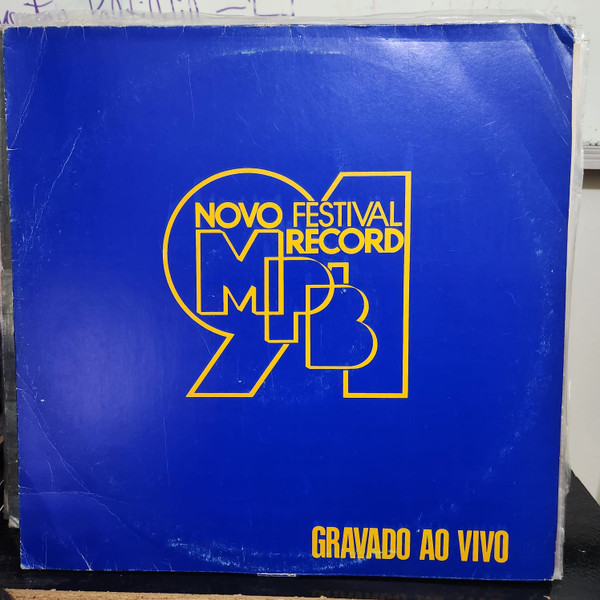 NOVO FESTIVAL
RECORD
MPB
91
GRAVADO AO VIVO